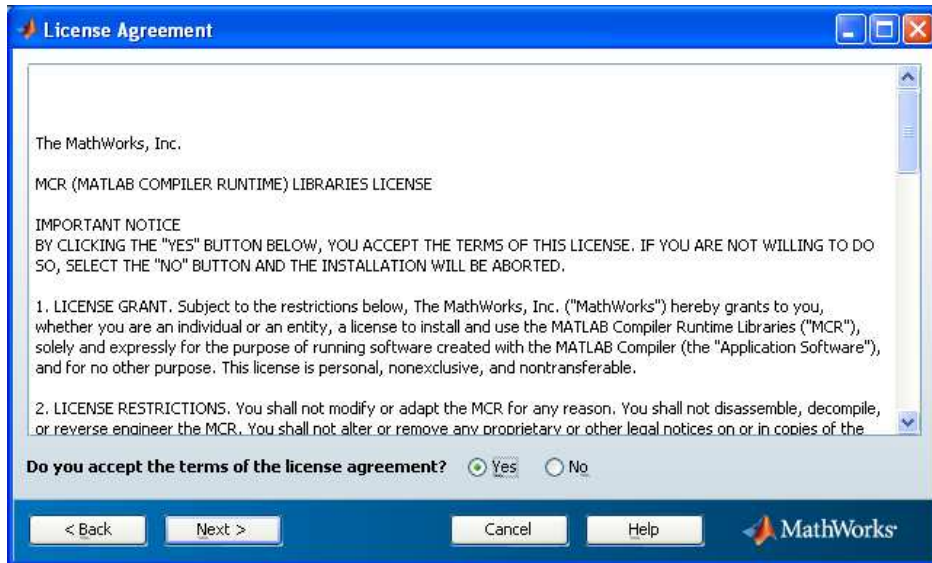 License Agreement
The MathWorks, Inc.
MCR (MATLAB COMPILER RUNTIME) LIBRARIES LICENSE
IMPORTANT NOTICE
BY CLICKING THE "YES" BUTTON BELOW, YOU ACCEPT THE TERMS OF THIS LICENSE. IF YOU ARE NOT WILLING TO DO
SO, SELECT THE "NO" BUTTON AND THE INSTALLATION WILL BE ABORTED.
1. LICENSE GRANT. Subject to the restrictions below, The MathWorks, Inc. ("MathWorks") hereby grants to you,
whether you are an individual or an entity, a license to install and use the MATLAB Compiler Runtime Libraries ("MCR"),
solely and expressly for the purpose of running software created with the MATLAB Compiler (the "Application Software"),
and for no other purpose. This license is personal, nonexclusive, and nontransferable.
2. LICENSE RESTRICTIONS. You shall not modify or adapt the MCR for any reason. You shall not disassemble, decompile,
or reverse engineer the MCR. You shall not alter or remove any proprietary or other legal notices on or in copies of the
Do you accept the terms of the license agreement? Yes No
< Back Next > Cancel Help MathWorks